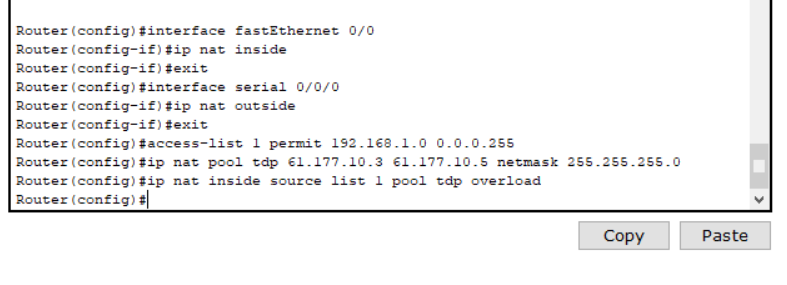 Router(config)#interface fastEthernet 0/0
Router(config-if)#ip nat inside
Router(config-if)#exit
Router(config)#interface serial 0/0/0
Router(config-if)#ip nat outside
Router(config-if)#exit
Router(config)#access-list 1 permit 192.168.1.0 0.0.0.255
Router(config)#ip nat pool tdp 61.177.10.3 61.177.10.5 netmask 255.255.255.0
Router(config)#ip nat inside source list 1 pool tdp overload
Router(config)#
Copy Paste